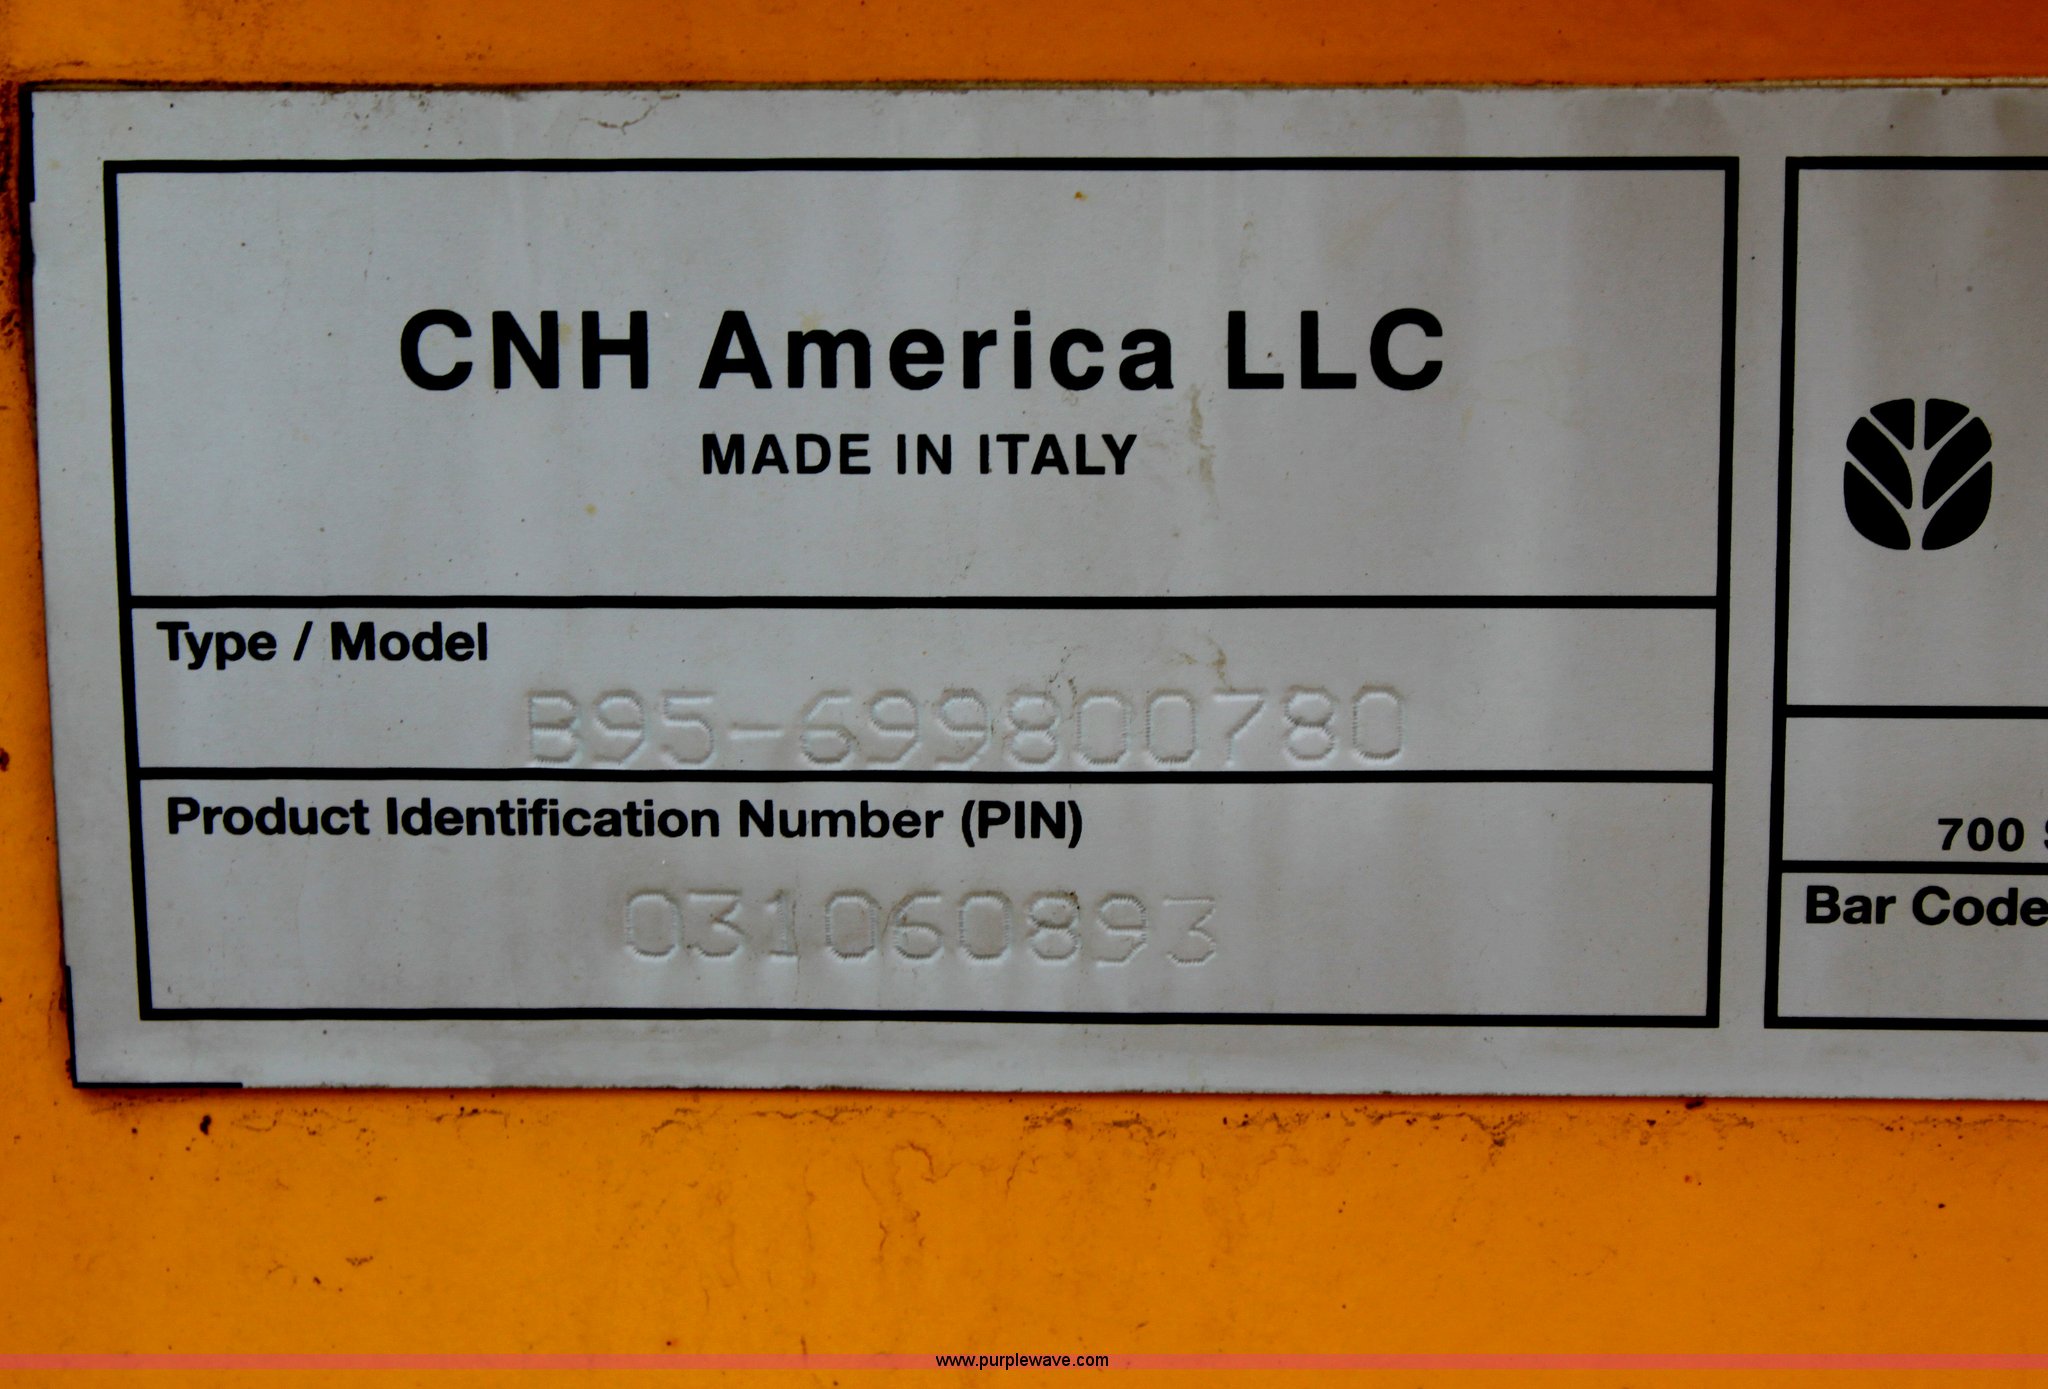 CNH America LLC
MADE IN ITALY
Type / Model
B95-699800780
Product Identification Number (PIN)
031060893
700
Bar Code
www.purplewave.com